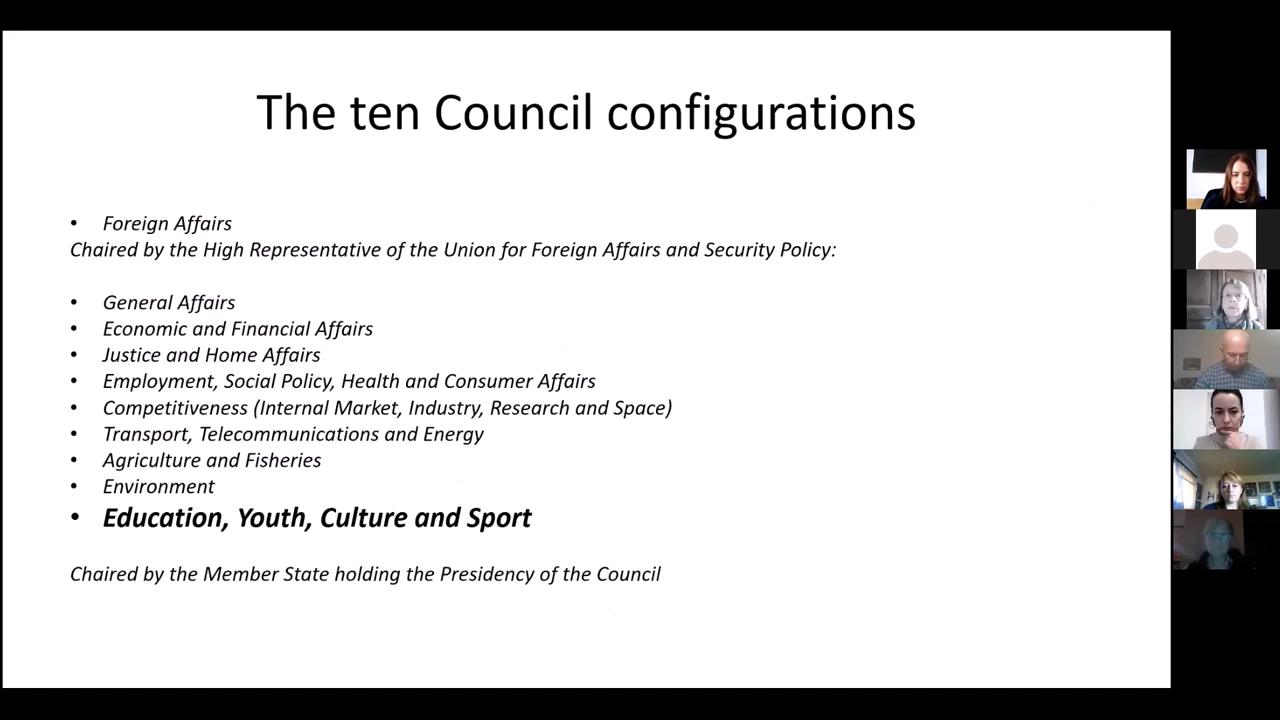 The ten Council configurations
• Foreign Affairs
Chaired by the High Representative of the Union for Foreign Affairs and Security Policy:
• General Affairs
• Economic and Financial Affairs
• Justice and Home Affairs
• Employment, Social Policy, Health and Consumer Affairs
• Competitiveness (Internal Market, Industry, Research and Space)
• Transport, Telecommunications and Energy
• Agriculture and Fisheries
• Environment
• Education, Youth, Culture and Sport
Chaired by the Member State holding the Presidency of the Council